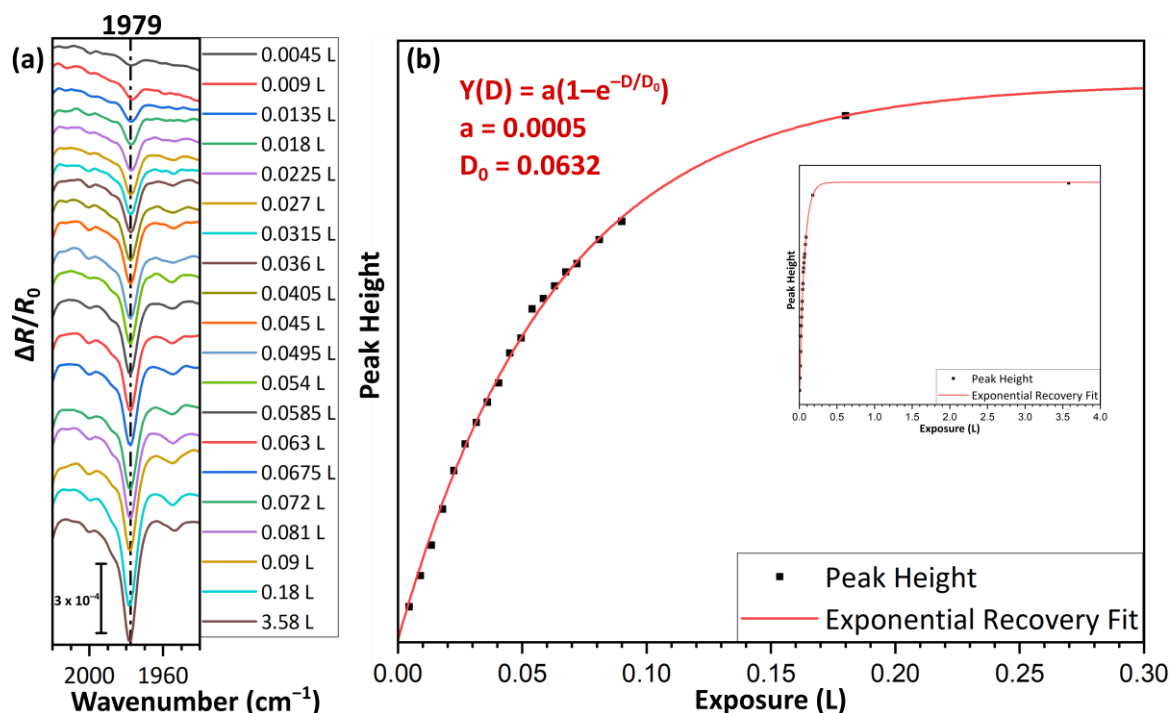 (a)
1979
ΔR/R₀
3 x 10⁻⁴
2000 1960
Wavenumber (cm⁻¹)
0.0045 L
0.009 L
0.0135 L
0.018 L
0.0225 L
0.027 L
0.0315 L
0.036 L
0.0405 L
0.045 L
0.0495 L
0.054 L
0.0585 L
0.063 L
0.0675 L
0.072 L
0.081 L
0.09 L
0.18 L
3.58 L
(b)
Y(D) = a(1–e^–D/D₀)
a = 0.0005
D₀ = 0.0632
Peak Height
Peak Height
Peak Height
Exponential Recovery Fit
0.0 0.5 1.0 1.5 2.0 2.5 3.0 3.5 4.0
Exposure (L)
Peak Height
Exponential Recovery Fit
0.00 0.05 0.10 0.15 0.20 0.25 0.30
Exposure (L)